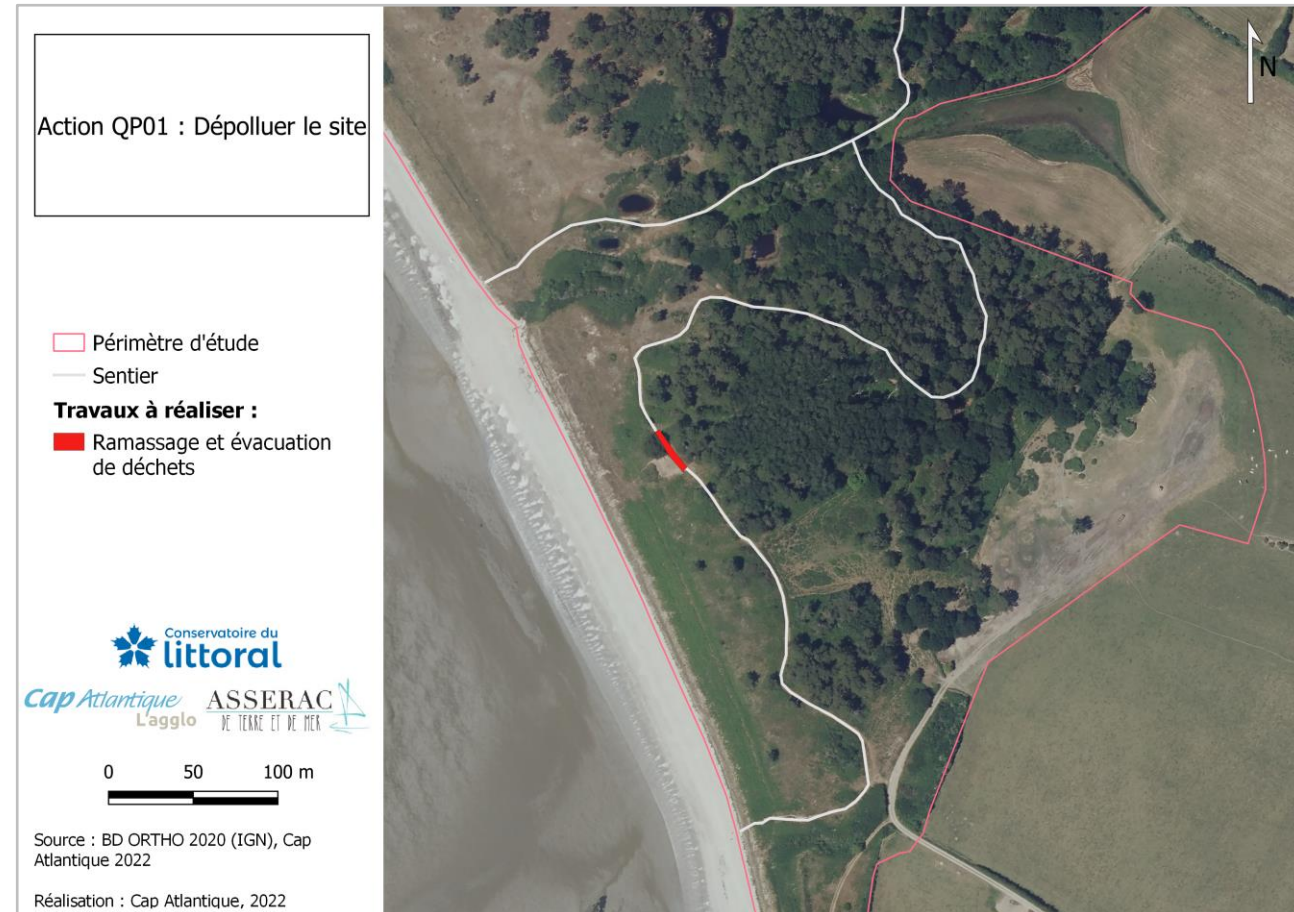 Action QP01 : Dépolluer le site
N
Périmètre d'étude
Sentier
Travaux à réaliser :
Ramassage et évacuation
de déchets
Conservatoire du
littoral
Cap Atlantique
L'agglo
ASSERAC
DE TERRE ET DE MER
0 50 100 m
Source : BD ORTHO 2020 (IGN), Cap
Atlantique 2022
Réalisation : Cap Atlantique, 2022